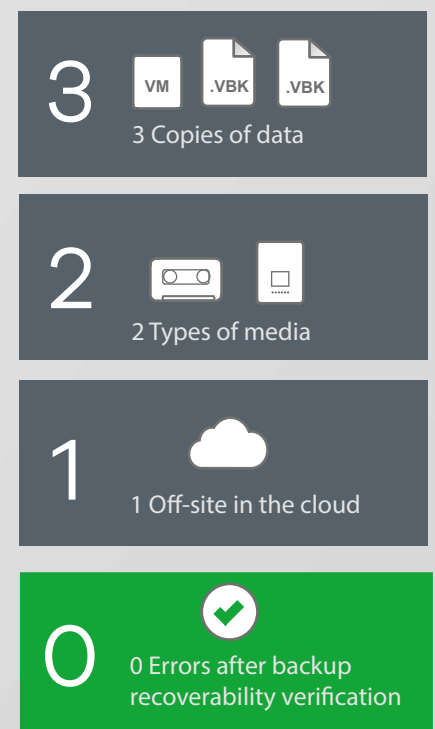 3
VM .VBK .VBK
3 Copies of data
2
2 Types of media
1
1 Off-site in the cloud
0
0 Errors after backup
recoverability verification